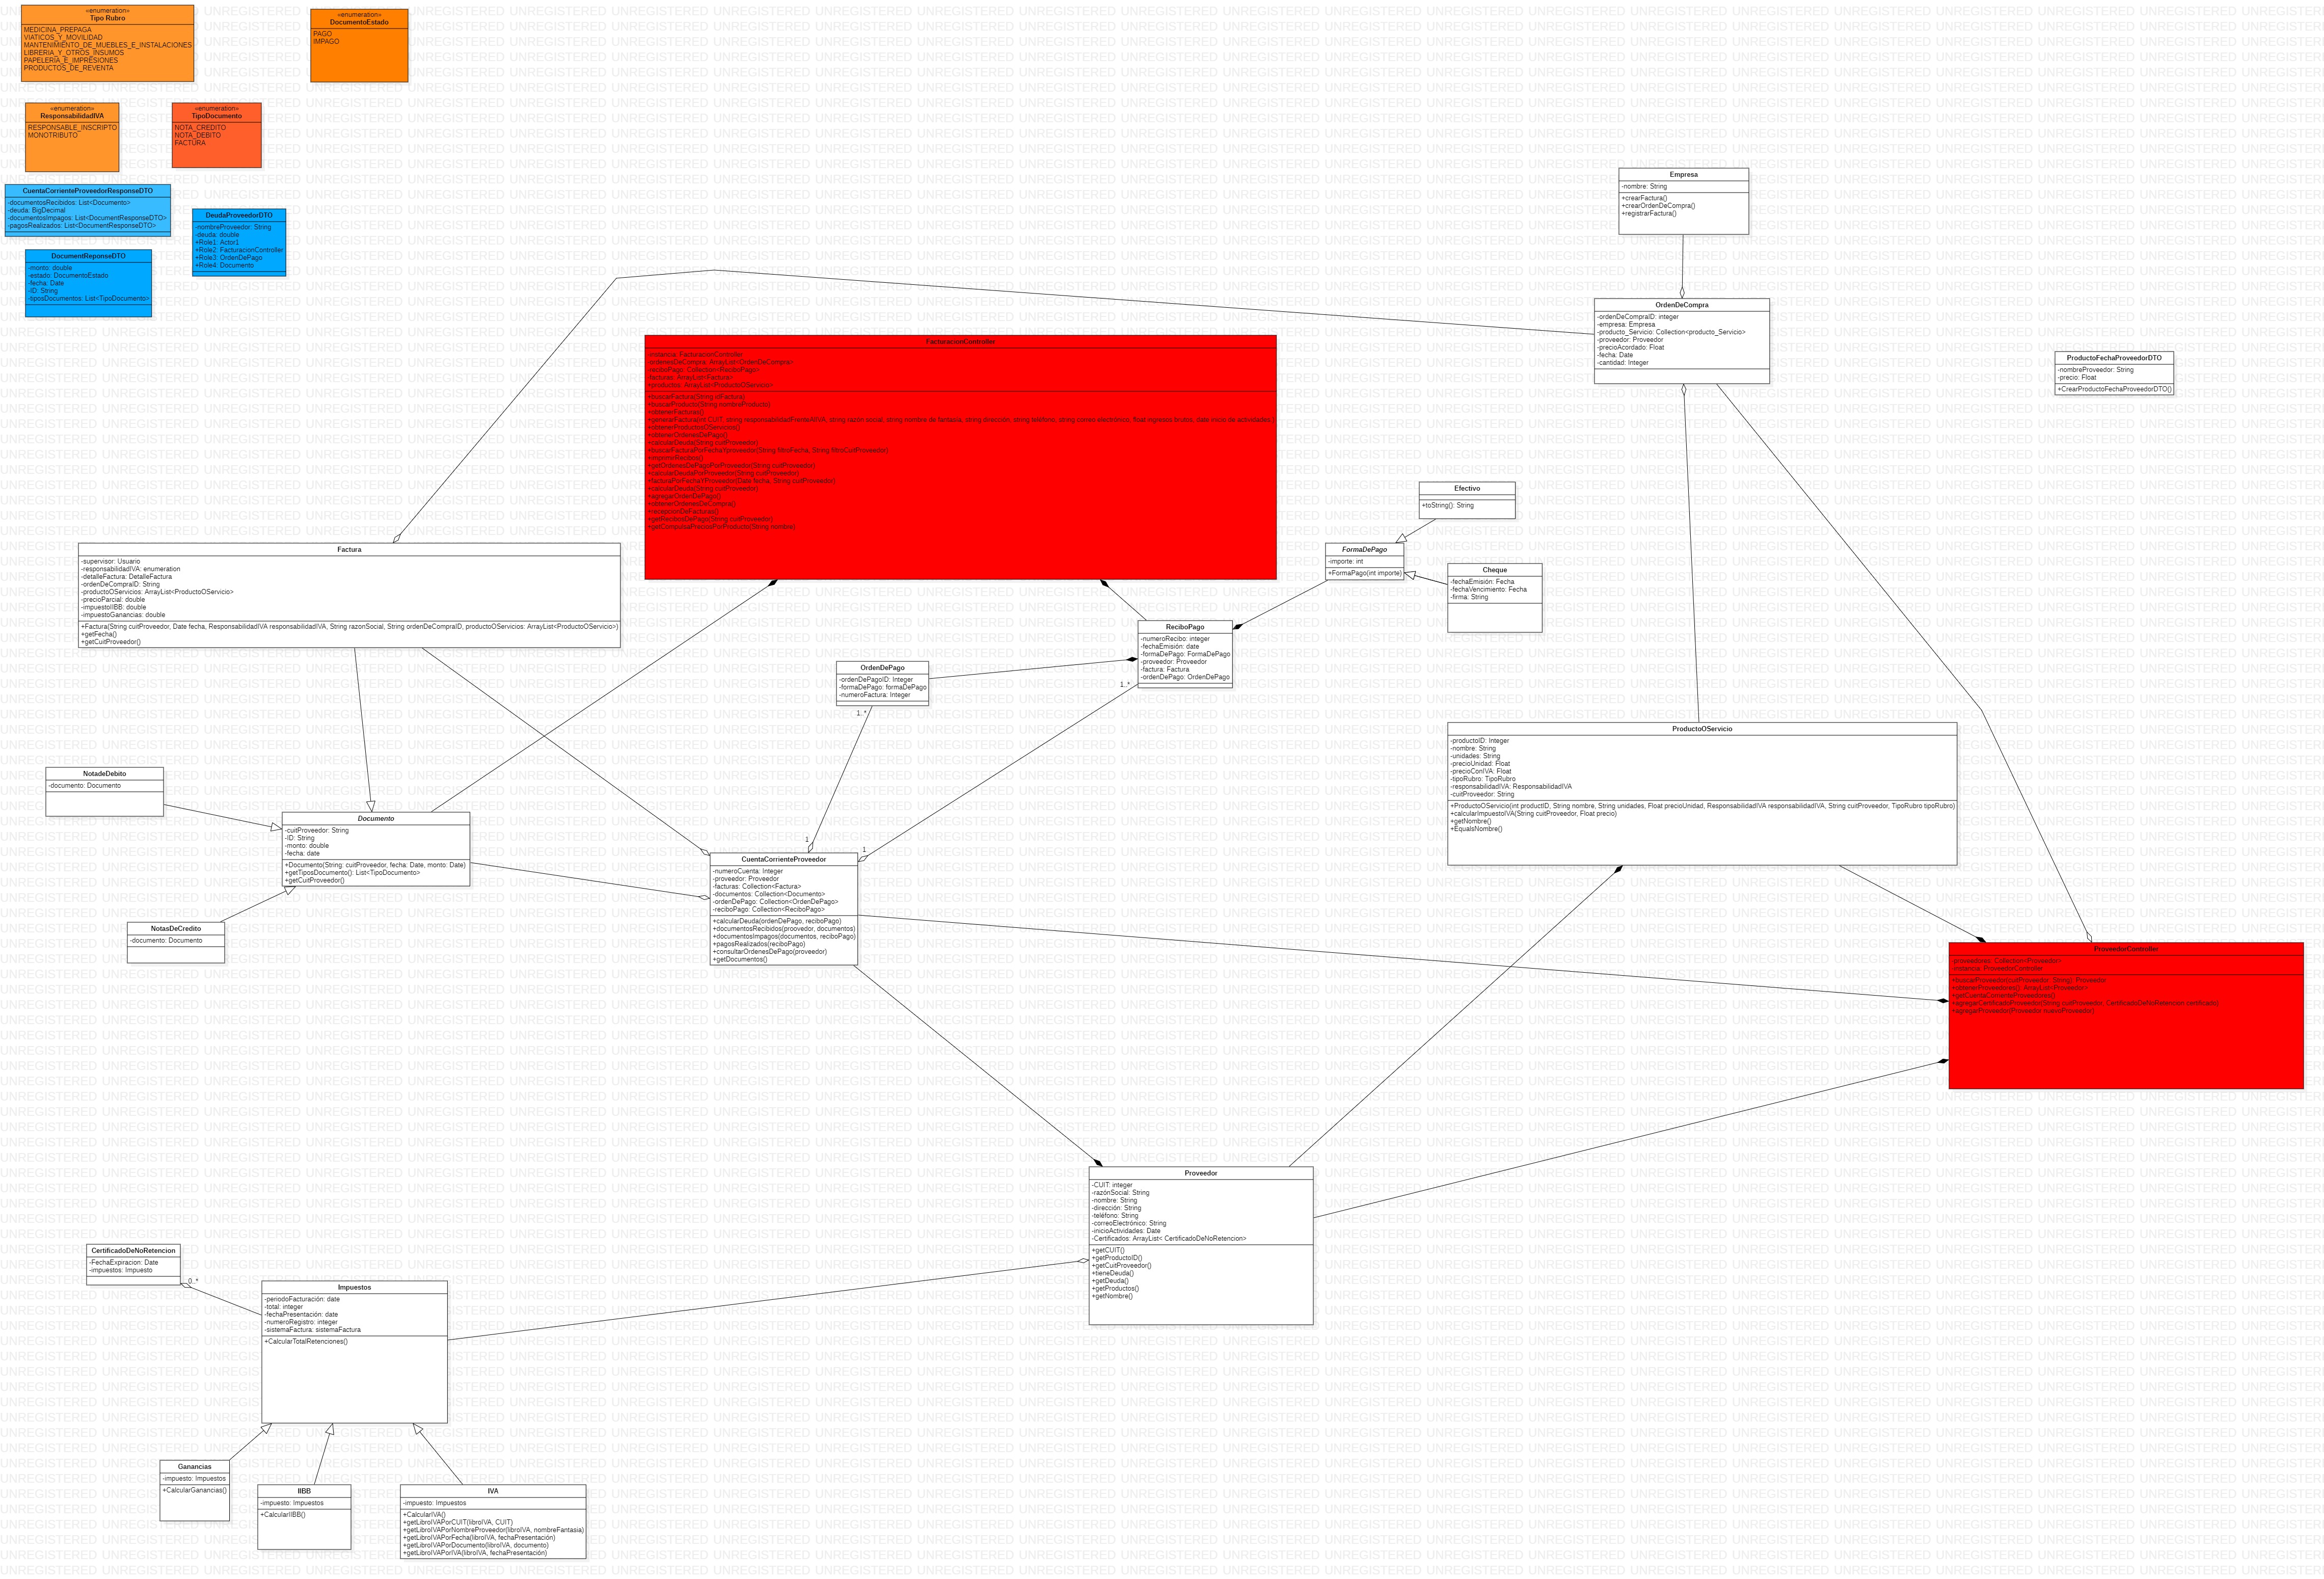 «enumeration»
Tipo Rubro
MEDICINA_PREPAGA
VIATICOS_Y_MOVILIDAD
MANTENIMIENTO_DE_MUEBLES_E_INSTALACIONES
LIBRERIA_Y_OTROS_INSUMOS
PAPELERIA_E_IMPRESIONES
PRODUCTOS_DE_REVENTA
«enumeration»
DocumentoEstado
PAGO
IMPAGO
«enumeration»
ResponsabilidadIVA
RESPONSABLE_INSCRIPTO
MONOTRIBUTO
«enumeration»
TipoDocumento
NOTA_CREDITO
NOTA_DEBITO
FACTURA
CuentaCorrienteProveedorResponseDTO
-documentosRecibidos: List<Documento>
-deuda: BigDecimal
-documentosImpagos: List<DocumentResponseDTO>
-pagosRealizados: List<DocumentResponseDTO>
DeudaProveedorDTO
-nombreProveedor: String
-deuda: double
+Role1: Actor1
+Role2: FacturacionController
+Role3: OrdenDePago
+Role4: Documento
DocumentReponseDTO
-monto: double
-estado: DocumentoEstado
-fecha: Date
-ID: String
-tiposDocumentos: List<TipoDocumento>
Empresa
-nombre: String
+crearFactura()
+crearOrdenDeCompra()
+registrarFactura()
OrdenDeCompra
-ordenDeCompraID: integer
-empresa: Empresa
-producto_Servicio: Collection<producto_Servicio>
-proveedor: Proveedor
-precioAcordado: Float
-fecha: Date
-cantidad: Integer
ProductoFechaProveedorDTO
-nombreProveedor: String
-precio: Float
+CrearProductoFechaProveedorDTO()
FacturacionController
-instancia: FacturacionController
-ordenesDeCompra: ArrayList<OrdenDeCompra>
-reciboPago: Collection<ReciboPago>
-facturas: ArrayList<Factura>
+productos: ArrayList<ProductoOServicio>
+buscarFactura(String idFactura)
+buscarProducto(String nombreProducto)
+obtenerFacturas()
+generarFactura(int CUIT, string responsabilidadFrenteAlIVA, string razón social, string nombre de fantasia, string dirección, string teléfono, string correo electrónico, float ingresos brutos, date inicio de actividades )
+obtenerProductosOServicios()
+obtenerOrdenesDePago()
+calcularDeuda(String cuitProveedor)
+buscarFacturaPorFechaYproveedor(String filtroFecha, String filtroCuitProveedor)
+imprimirRecibos()
+getOrdenesDePagoPorProveedor(String cuitProveedor)
+calcularDeudaPorProveedor(String cuitProveedor)
+facturaPorFechaYProveedor(Date fecha, String cuitProveedor)
+calcularDeuda(String cuitProveedor)
+agregarOrdenDePago()
+obtenerOrdenesDeCompra()
+recepcionDeFacturas()
+getRecibosDePago(String cuitProveedor)
+getCompulsaPreciosPorProducto(String nombre)
Efectivo
+toString(): String
FormaDePago
-importe: int
+FormaPago(int importe)
Cheque
-fechaEmisión: Fecha
-fechaVencimiento: Fecha
-firma: String
Factura
-supervisor: Usuario
-responsabilidadIVA: enumeration
-detalleFactura: DetalleFactura
-ordenDeCompraID: String
-productoOServicios: ArrayList<ProductoOServicio>
-precioParcial: double
-impuestoIIBB: double
-impuestoGanancias: double
+Factura(String cuitProveedor, Date fecha, ResponsabilidadIVA responsabilidadIVA, String razonSocial, String ordenDeCompraID, productoOServicios: ArrayList<ProductoOServicio>)
+getFecha()
+getCuitProveedor()
ReciboPago
-numeroRecibo: integer
-fechaEmisión: date
-formaDePago: FormaDePago
-proveedor: Proveedor
-factura: Factura
-ordenDePago: OrdenDePago
1..*
OrdenDePago
-ordenDePagoID: Integer
-formaDePago: formaDePago
-numeroFactura: Integer
1..*
ProductoOServicio
-productoID: Integer
-nombre: String
-unidades: String
-precioUnidad: Float
-precioConIVA: Float
-tipoRubro: TipoRubro
-responsabilidadIVA: ResponsabilidadIVA
-cuitProveedor: String
+ProductoOServicio(int productID, String nombre, String unidades, Float precioUnidad, ResponsabilidadIVA responsabilidadIVA, String cuitProveedor, TipoRubro tipoRubro)
+calcularImpuestoIVA(String cuitProveedor, Float precio)
+getNombre()
+EqualsNombre()
NotadeDebito
-documento: Documento
Documento
-cuitProveedor: String
-ID: String
-monto: double
-fecha: date
+Documento(String: cuitProveedor, fecha: Date, monto: Date)
+getTiposDocumento(): List<TipoDocumento>
+getCuitProveedor()
1
1
CuentaCorrienteProveedor
-numeroCuenta: Integer
-proveedor: Proveedor
-facturas: Collection<Factura>
-documentos: Collection<Documento>
-ordenDePago: Collection<OrdenDePago>
-reciboPago: Collection<ReciboPago>
+calcularDeuda(ordenDePago, reciboPago)
+documentosRecibidos(proovedor, documentos)
+documentosImpagos(documentos, reciboPago)
+pagosRealizados(reciboPago)
+consultarOrdenesDePago(proveedor)
+getDocumentos()
NotasDeCredito
-documento: Documento
ProveedorController
-proveedores: Collection<Proveedor>
-instancia: ProveedorController
+buscarProveedor(cuitProveedor: String): Proveedor
+obtenerProveedores(): ArrayList<Proveedor>
+getCuentaCorrienteProveedores()
+agregarCertificadoProveedor(String cuitProveedor, CertificadoDeNoRetencion certificado)
+agregarProveedor(Proveedor nuevoProveedor)
Proveedor
-CUIT: integer
-razónSocial: String
-nombre: String
-dirección: String
-teléfono: String
-correoElectrónico: String
-inicioActividades: Date
-Certificados: ArrayList< CertificadoDeNoRetencion>
+getCUIT()
+getProductoID()
+getCuitProveedor()
+tieneDeuda()
+getDeuda()
+getProductos()
+getNombre()
CertificadoDeNoRetencion
-FechaExpiracion: Date
-impuestos: Impuesto
0..*
Impuestos
-periodoFacturación: date
-total: integer
-fechaPresentación: date
-numeroRegistro: integer
-sistemaFactura: sistemaFactura
+CalcularTotalRetenciones()
Ganancias
-impuesto: Impuestos
+CalcularGanancias()
IIBB
-impuesto: Impuestos
+CalcularIIBB()
IVA
-impuesto: Impuestos
+CalcularIVA()
+getLibroIVAPorCUIT(libroIVA, CUIT)
+getLibroIVAPorNombreProveedor(libroIVA, nombreFantasia)
+getLibroIVAPorFecha(libroIVA, fechaPresentación)
+getLibroIVAPorDocumento(libroIVA, documento)
+getLibroIVAPorIVA(libroIVA, fechaPresentación)